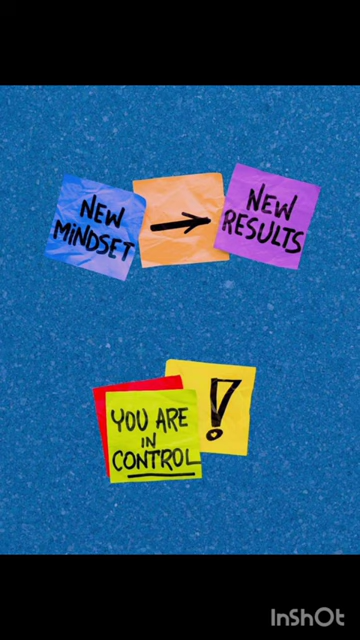 NEW
MINDSET
→
NEW
RESULTS
YOU ARE
IN
CONTROL
!
InShOt